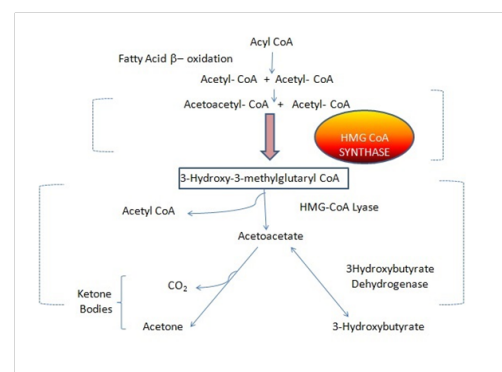 Acyl CoA
Fatty Acid β– oxidation
Acetyl- CoA + Acetyl- CoA
Acetoacetyl- CoA + Acetyl- CoA
HMG CoA
SYNTHASE
3-Hydroxy-3-methylglutaryl CoA
Acetyl CoA
HMG-CoA Lyase
Acetoacetate
3Hydroxybutyrate
Dehydrogenase
CO2
Ketone
Bodies
Acetone
3-Hydroxybutyrate